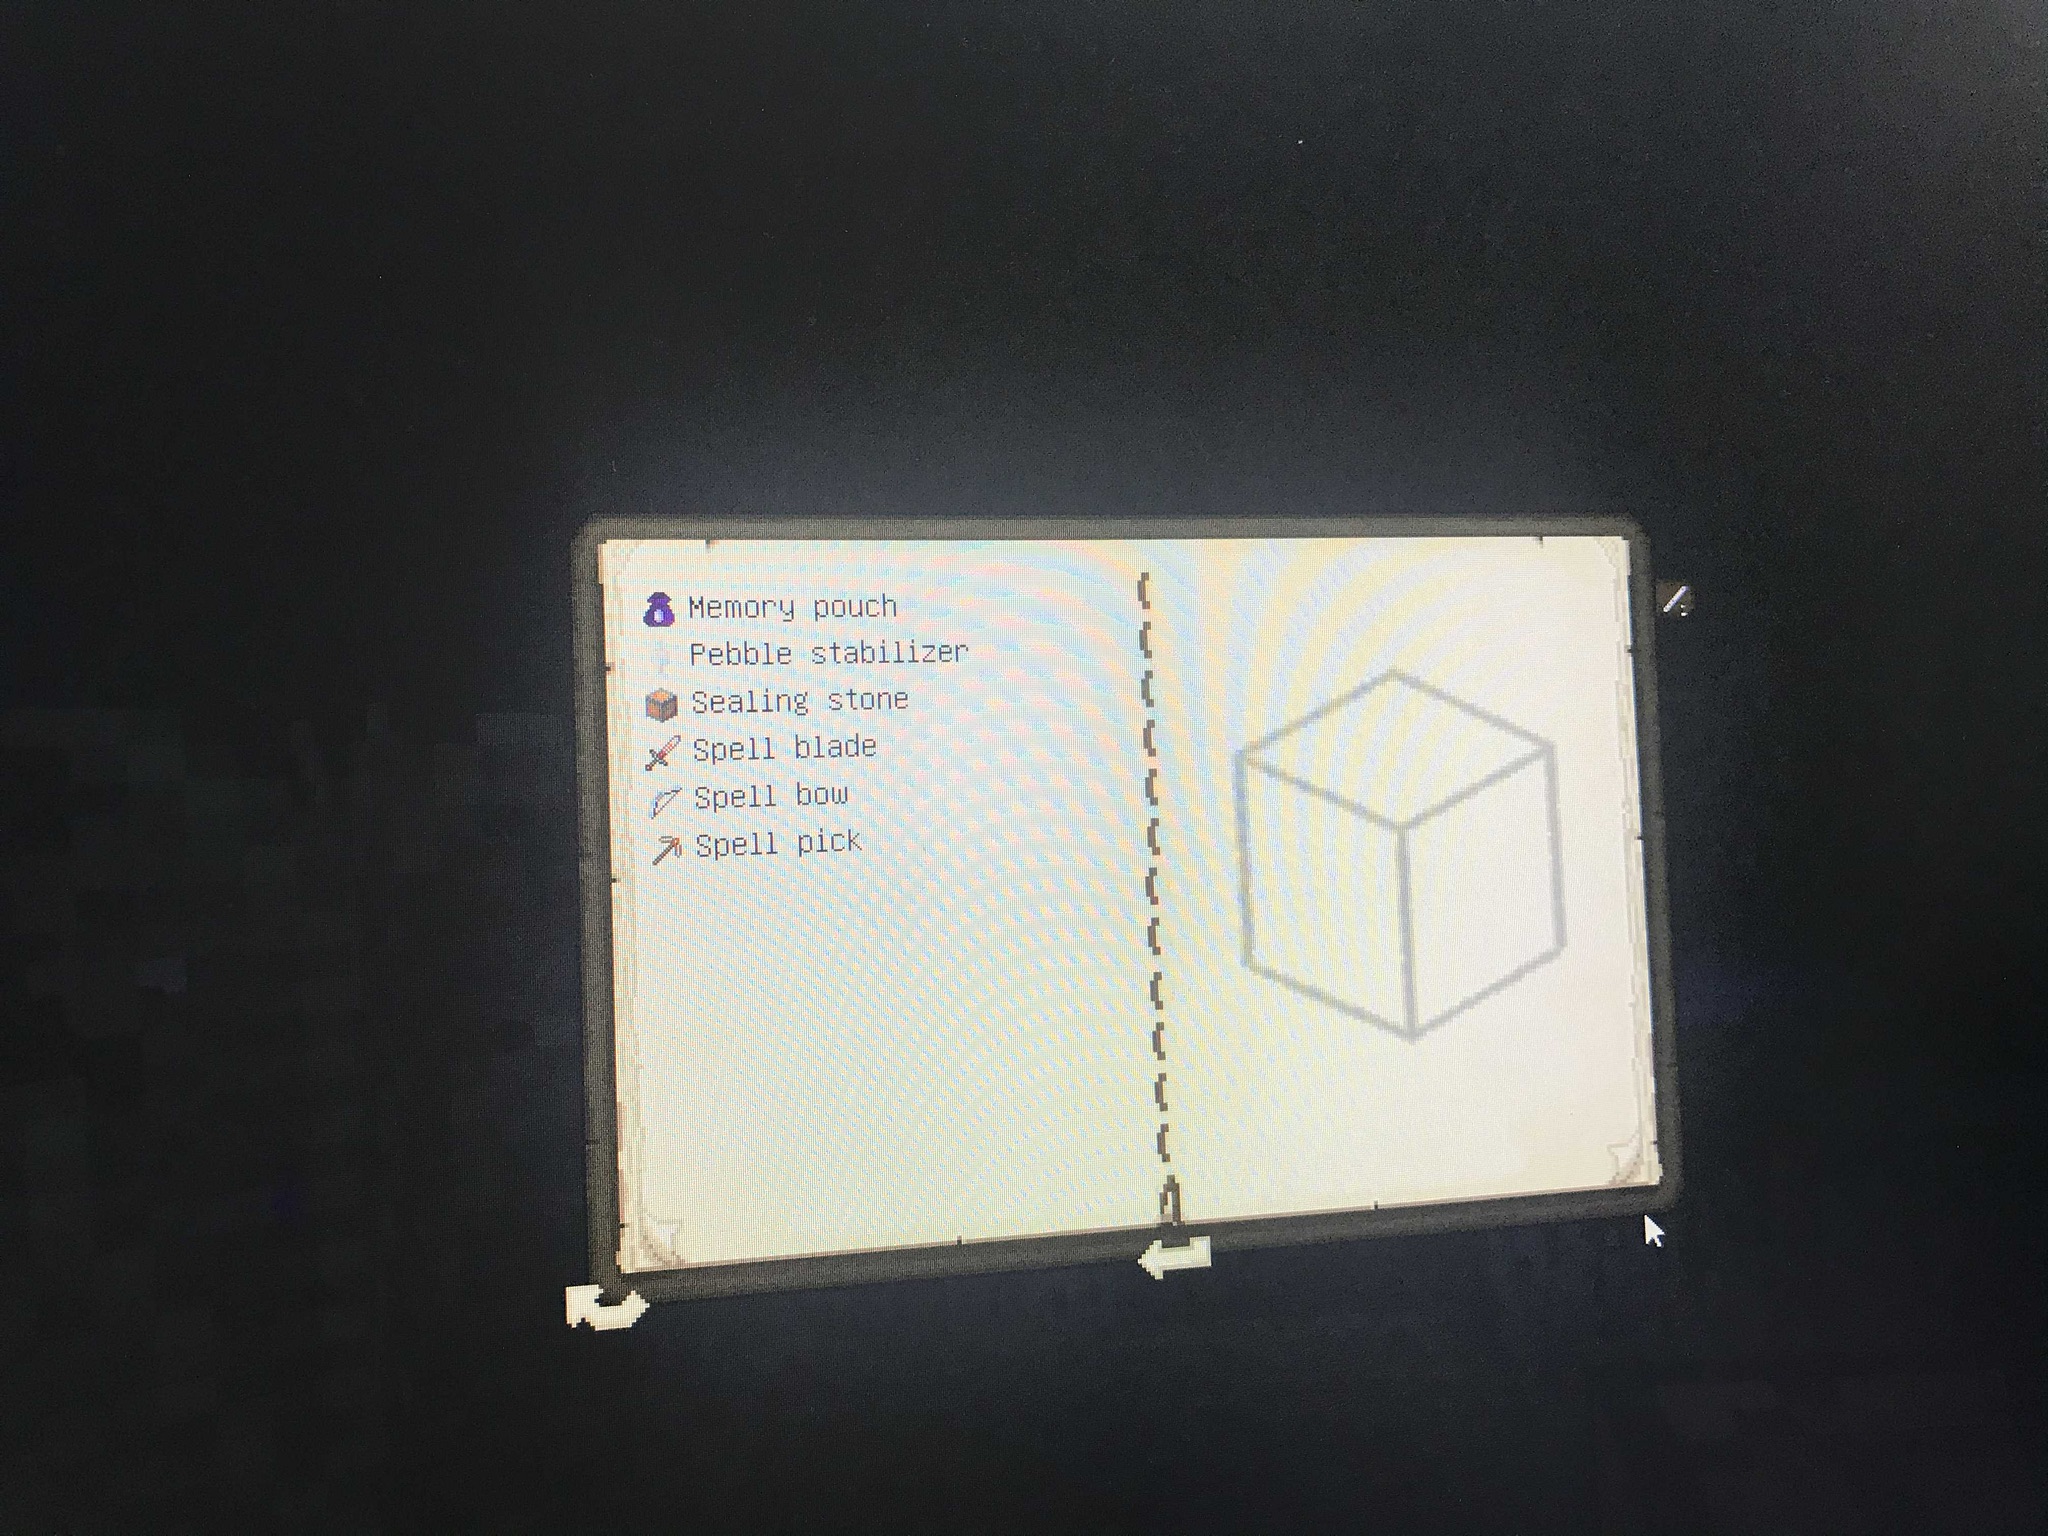 Memory pouch
Pebble stabilizer
Sealing stone
Spell blade
Spell bow
Spell pick